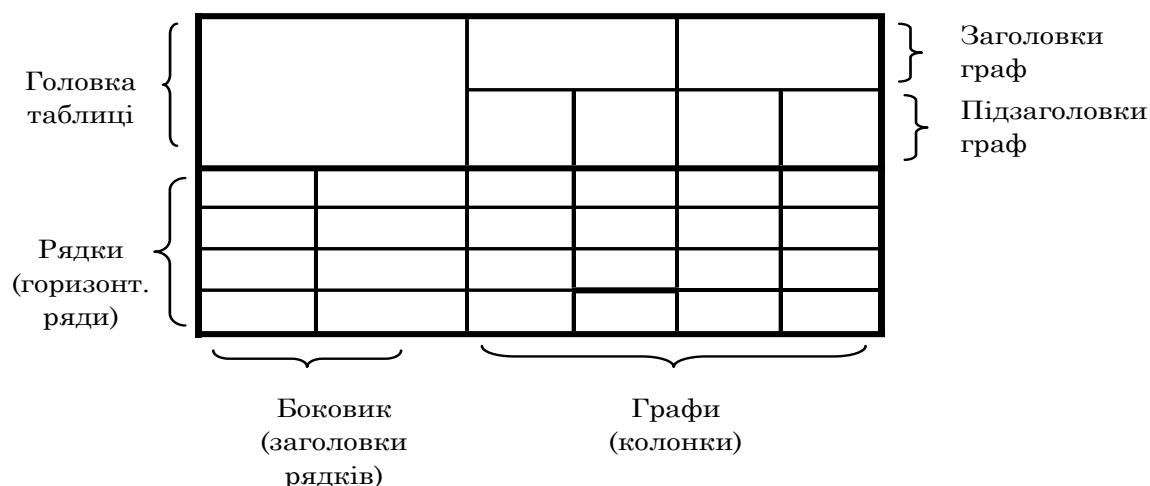 Головка
таблиці
Заголовки
граф
Підзаголовки
граф
Рядки
(горизонт.
ряди)
Боковик
(заголовки
рядків)
Графи
(колонки)